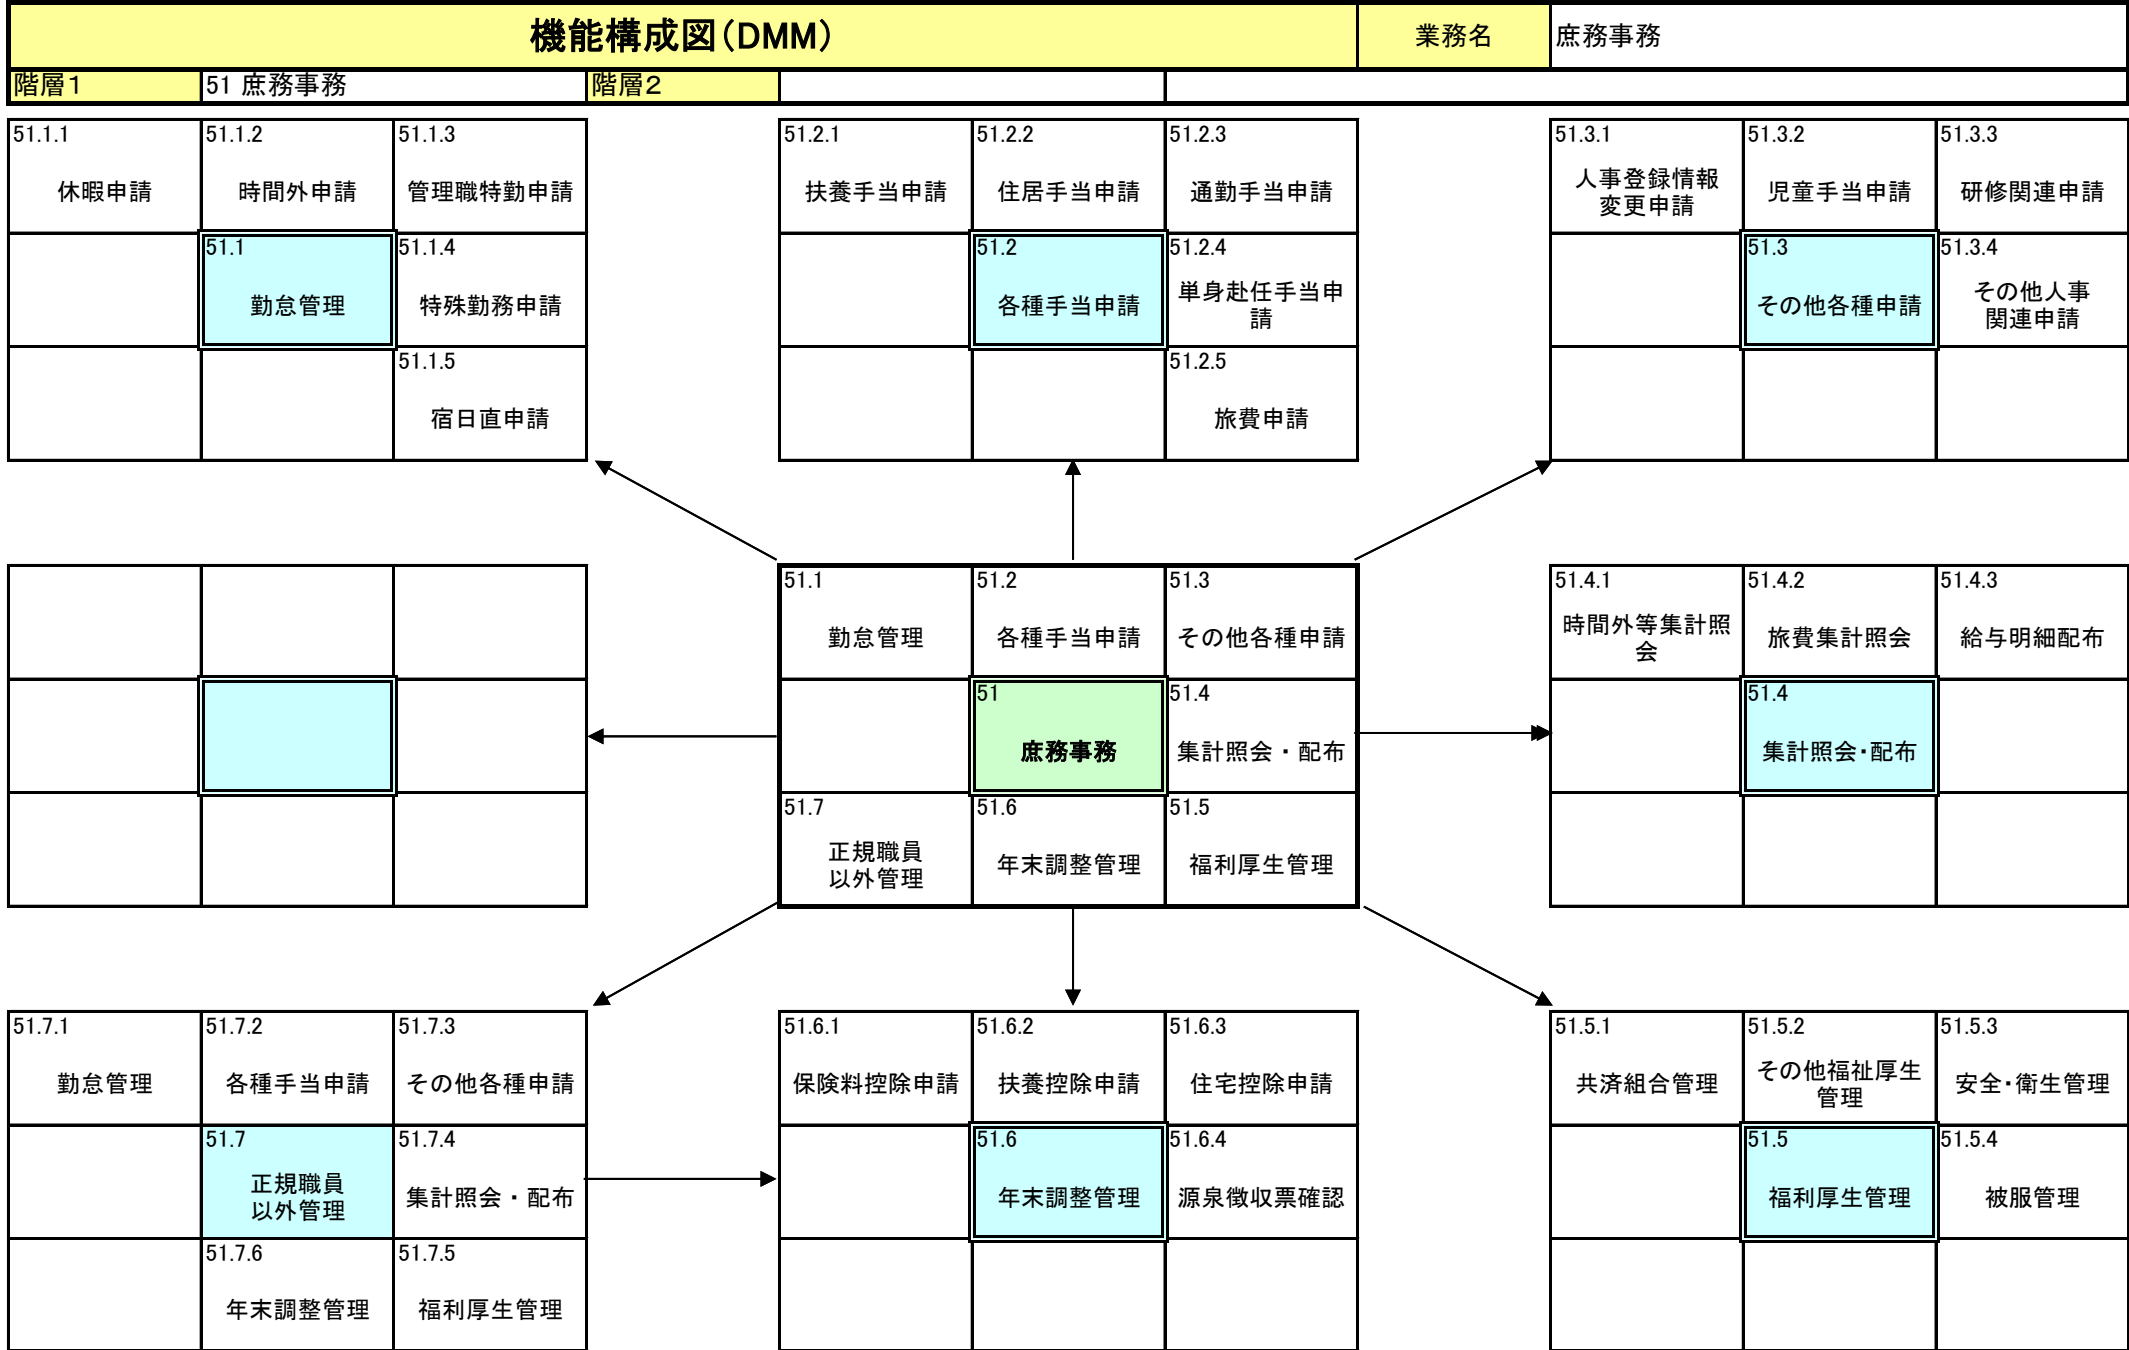 機能構成図（DMM）
業務名
庶務事務
階層１
51 庶務事務
階層２
51.1.1
休暇申請
51.1.2
時間外申請
51.1.3
管理職特勤申請
51.1
勤怠管理
51.1.4
特殊勤務申請
51.1.5
宿日直申請
51.2.1
扶養手当申請
51.2.2
住居手当申請
51.2.3
通勤手当申請
51.2
各種手当申請
51.2.4
単身赴任手当申
請
51.2.5
旅費申請
51.3.1
人事登録情報
変更申請
51.3.2
児童手当申請
51.3.3
研修関連申請
51.3
その他各種申請
51.3.4
その他人事
関連申請
51.1
勤怠管理
51.2
各種手当申請
51.3
その他各種申請
51
庶務事務
51.4
集計照会・配布
51.7
正規職員
以外管理
51.6
年末調整管理
51.5
福利厚生管理
51.4.1
時間外等集計照
会
51.4.2
旅費集計照会
51.4.3
給与明細配布
51.4
集計照会・配布
51.7.1
勤怠管理
51.7.2
各種手当申請
51.7.3
その他各種申請
51.7
正規職員
以外管理
51.7.4
集計照会・配布
51.7.6
年末調整管理
51.7.5
福利厚生管理
51.6.1
保険料控除申請
51.6.2
扶養控除申請
51.6.3
住宅控除申請
51.6
年末調整管理
51.6.4
源泉徴収票確認
51.5.1
共済組合管理
51.5.2
その他福祉厚生
管理
51.5.3
安全・衛生管理
51.5
福利厚生管理
51.5.4
被服管理